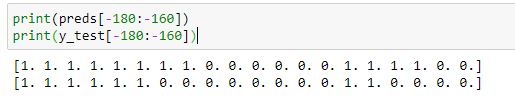 print(preds[-180:-160])
print(y_test[-180:-160])
[1. 1. 1. 1. 1. 1. 1. 1. 0. 0. 0. 0. 0. 0. 1. 1. 1. 1. 0. 0.]
[1. 1. 1. 1. 1. 1. 0. 0. 0. 0. 0. 0. 0. 0. 1. 1. 0. 0. 0. 0.]